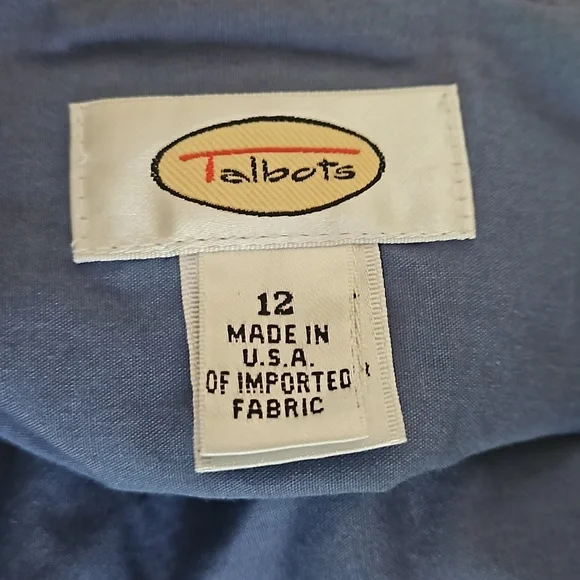 Talbots
12
MADE IN
U.S.A.
OF IMPORTED
FABRIC